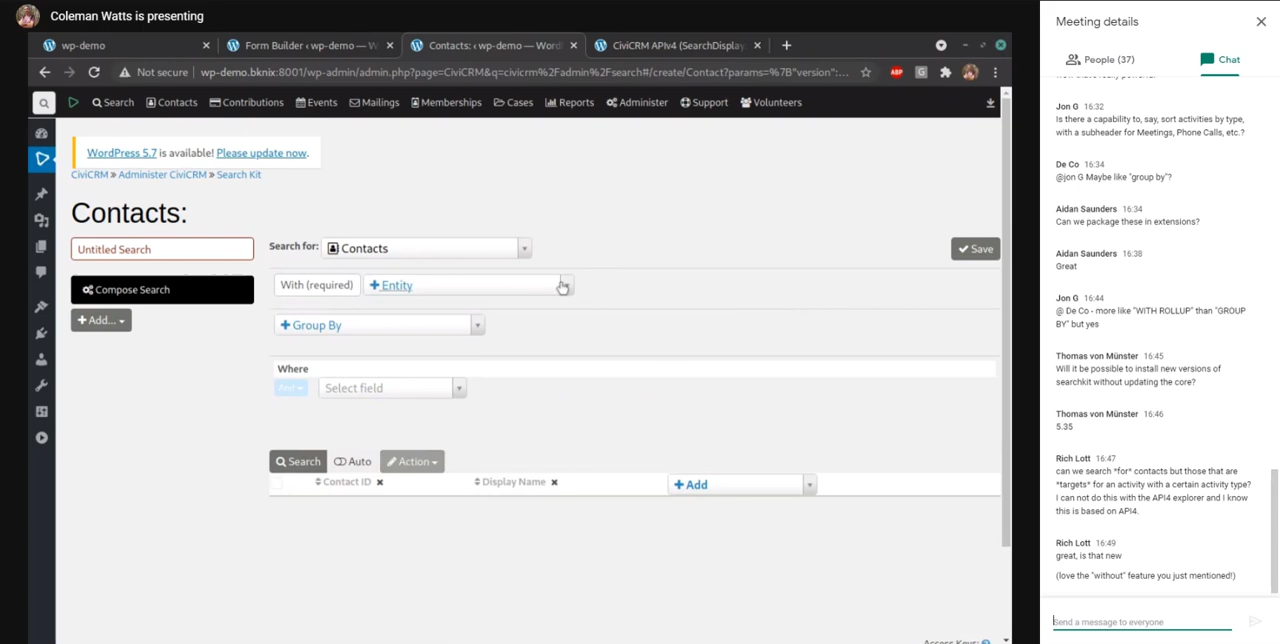 Coleman Watts is presenting
wp-demo
Form Builder ‹ wp-demo — W
Contacts: ‹ wp-demo — Word
CiviCRM APIv4 (SearchDisplay
Not secure
wp-demo.bknix:8001/wp-admin/admin.php?page=CiviCRM&q=civicrm%2Fadmin%2Fsearch#/create/Contact?params=%7B"version":...
ABP
G
Search Contacts Contributions Events Mailings Memberships Cases Reports Administer Support Volunteers
WordPress 5.7 is available! Please update now.
CiviCRM » Administer CiviCRM » Search Kit
Contacts:
Untitled Search
Search for: Contacts
Save
Compose Search
With (required) + Entity
+ Add...
+ Group By
Where
And
Select field
Search Auto Action
Contact ID Display Name + Add
Meeting details
People (37) Chat
Jon G 16:32
Is there a capability to, say, sort activities by type,
with a subheader for Meetings, Phone Calls, etc.?
De Co 16:34
@jon G Maybe like "group by"?
Aidan Saunders 16:34
Can we package these in extensions?
Aidan Saunders 16:38
Great
Jon G 16:44
@ De Co - more like "WITH ROLLUP" than "GROUP
BY" but yes
Thomas von Münster 16:45
Will it be possible to install new versions of
searchkit without updating the core?
Thomas von Münster 16:46
5.35
Rich Lott 16:47
can we search *for* contacts but those that are
*targets* for an activity with a certain activity type?
I can not do this with the API4 explorer and I know
this is based on API4.
Rich Lott 16:49
great, is that new
(love the "without" feature you just mentioned!)
Send a message to everyone